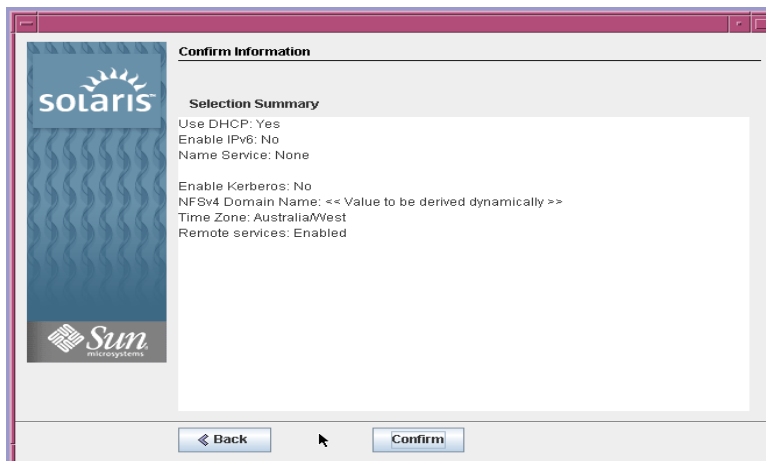 Confirm Information
solaris™
Selection Summary
Use DHCP: Yes
Enable IPv6: No
Name Service: None
Enable Kerberos: No
NFSv4 Domain Name: << Value to be derived dynamically >>
Time Zone: Australia/West
Remote services: Enabled
Sun
microsystems
Back
Confirm